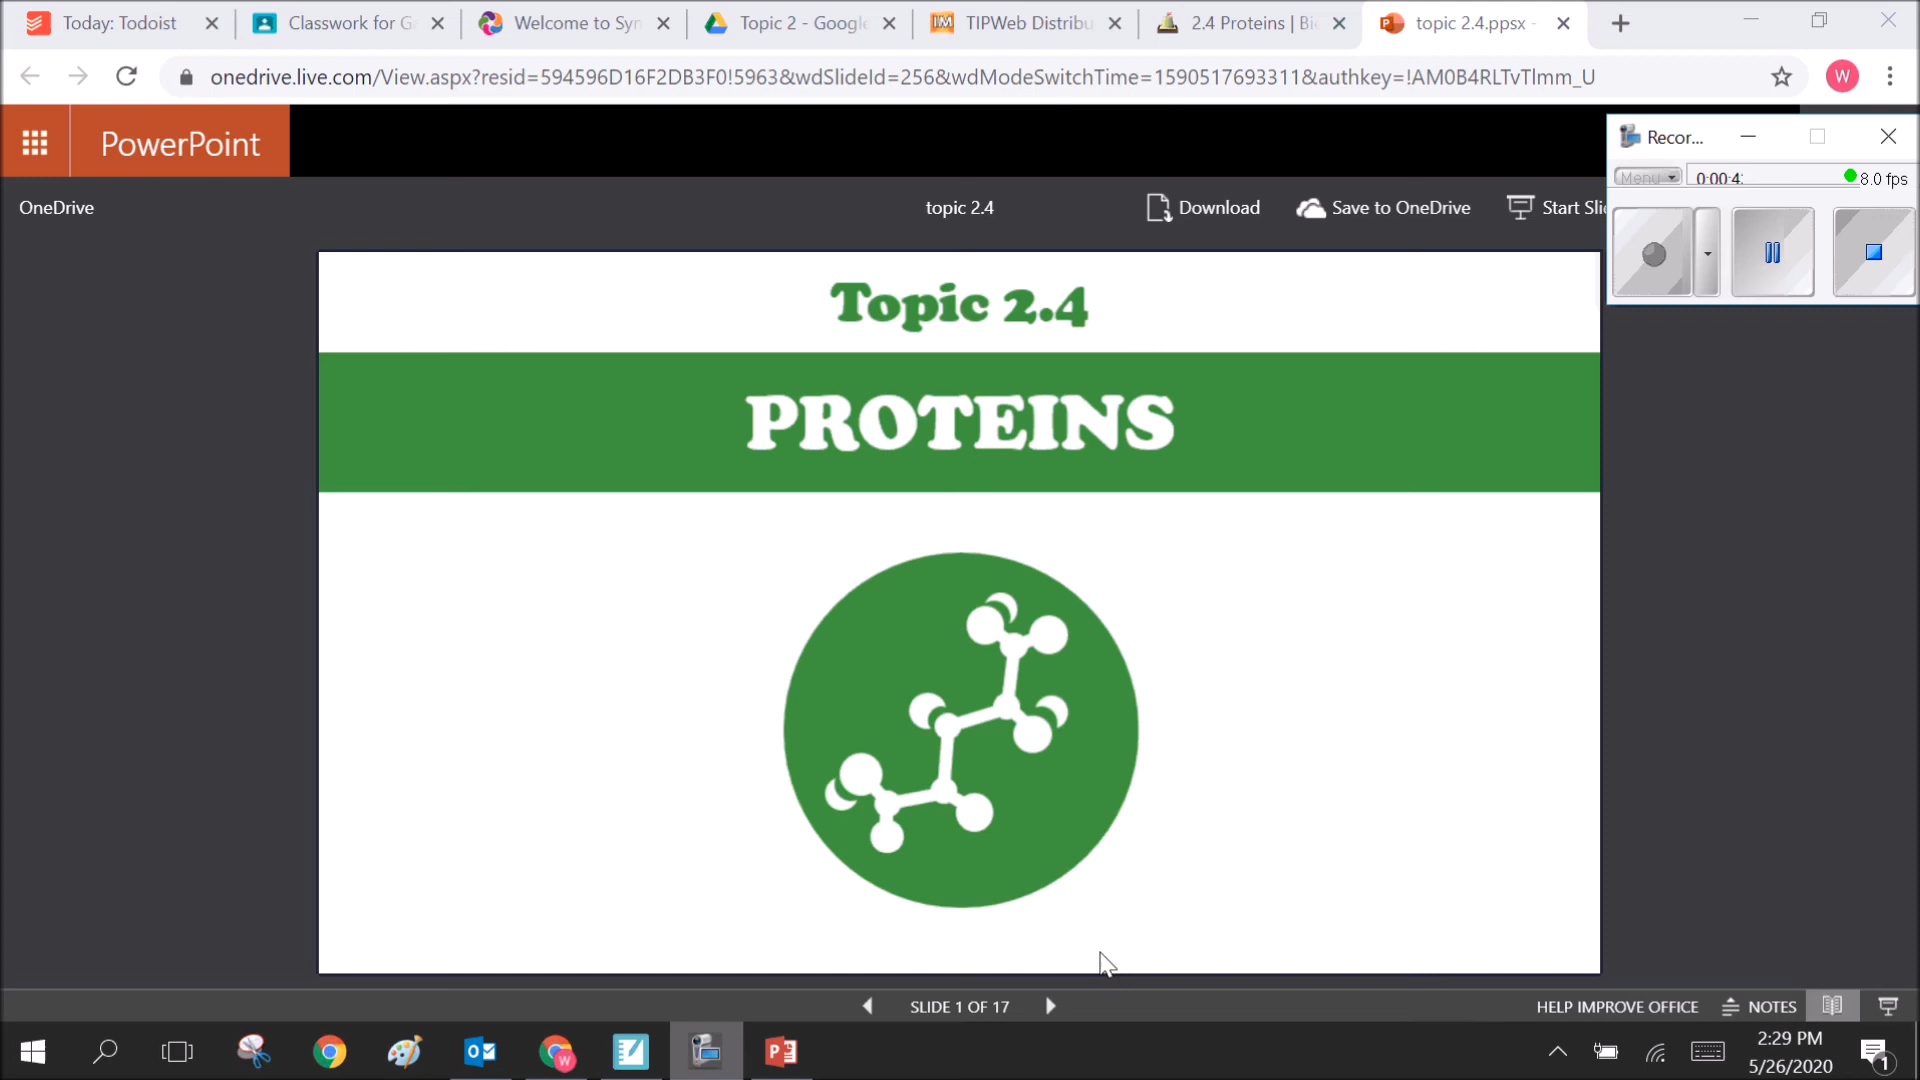 Today: Todoist
Classwork for G
Welcome to Syn
Topic 2 - Google
TIPWeb Distribu
2.4 Proteins | Bi
topic 2.4.ppsx -
onedrive.live.com/View.aspx?resid=594596D16F2DB3F0!5963&wdSlideId=256&wdModeSwitchTime=1590517693311&authkey=!AM0B4RLTvTlmm_U
W
PowerPoint
Recor...
Menu
0:00:4
8.0 fps
OneDrive
topic 2.4
Download
Save to OneDrive
Start Sli
Topic 2.4
PROTEINS
SLIDE 1 OF 17
HELP IMPROVE OFFICE
NOTES
2:29 PM
5/26/2020
1